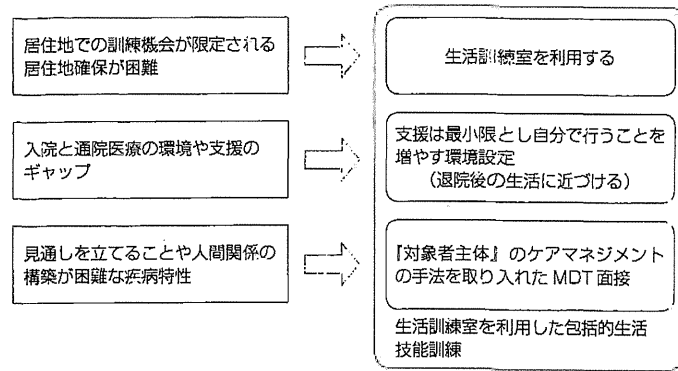 居住地での訓練機会が限定される
居住地確保が困難
生活訓練室を利用する
入院と通院医療の環境や支援の
ギャップ
支援は最小限とし自分で行うことを
増やす環境設定
（退院後の生活に近づける）
見通しを立てることや人間関係の
構築が困難な疾病特性
『対象者主体』のケアマネジメント
の手法を取り入れた MDT 面接
生活訓練室を利用した包括的生活
技能訓練